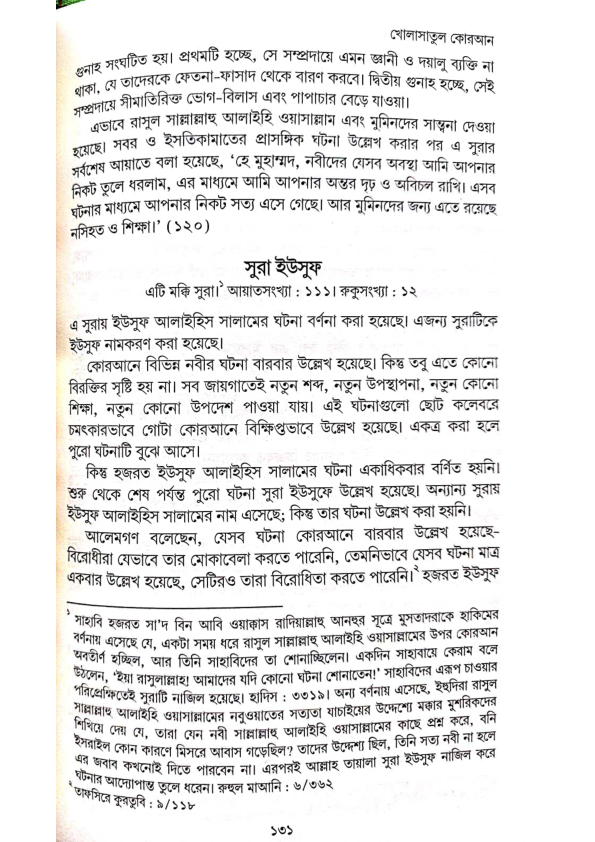 খোলাসাতুল কোরআন
গুনাহ সংঘটিত হয়। প্রথমটি হচ্ছে, সে সম্প্রদায়ে এমন জ্ঞানী ও দয়ালু ব্যক্তি না
থাকা, যে তাদেরকে ফেতনা-ফাসাদ থেকে বারণ করবে। দ্বিতীয় গুনাহ হচ্ছে, সেই
সম্প্রদায়ে সীমাতিরিক্ত ভোগ-বিলাস এবং পাপাচার বেড়ে যাওয়া।
এভাবে রাসুল সাল্লাল্লাহু আলাইহি ওয়াসাল্লাম এবং মুমিনদের সান্ত্বনা দেওয়া
হয়েছে। সবর ও ইসতিকামাতের প্রাসঙ্গিক ঘটনা উল্লেখ করার পর এ সুরার
সর্বশেষ আয়াতে বলা হয়েছে, ‘হে মুহাম্মদ, নবীদের যেসব অবস্থা আমি আপনার
নিকট তুলে ধরলাম, এর মাধ্যমে আমি আপনার অন্তর দৃঢ় ও অবিচল রাখি। এসব
ঘটনার মাধ্যমে আপনার নিকট সত্য এসে গেছে। আর মুমিনদের জন্য এতে রয়েছে
নসিহত ও শিক্ষা।’ (১২০)
সুরা ইউসুফ
এটি মক্কি সুরা।১ আয়াতসংখ্যা : ১১১। রুকুসংখ্যা : ১২
এ সুরায় ইউসুফ আলাইহিস সালামের ঘটনা বর্ণনা করা হয়েছে। এজন্য সুরাটিকে
ইউসুফ নামকরণ করা হয়েছে।
কোরআনে বিভিন্ন নবীর ঘটনা বারবার উল্লেখ হয়েছে। কিন্তু তবু এতে কোনো
বিরক্তির সৃষ্টি হয় না। সব জায়গাতেই নতুন শব্দ, নতুন উপস্থাপনা, নতুন কোনো
শিক্ষা, নতুন কোনো উপদেশ পাওয়া যায়। এই ঘটনাগুলো ছোট কলেবরে
চমৎকারভাবে গোটা কোরআনে বিক্ষিপ্তভাবে উল্লেখ হয়েছে। একত্র করা হলে
পুরো ঘটনাটি বুঝে আসে।
কিন্তু হজরত ইউসুফ আলাইহিস সালামের ঘটনা একাধিকবার বর্ণিত হয়নি।
শুরু থেকে শেষ পর্যন্ত পুরো ঘটনা সুরা ইউসুফে উল্লেখ হয়েছে। অন্যান্য সুরায়
ইউসুফ আলাইহিস সালামের নাম এসেছে; কিন্তু তার ঘটনা উল্লেখ করা হয়নি।
আলেমগণ বলেছেন, যেসব ঘটনা কোরআনে বারবার উল্লেখ হয়েছে-
বিরোধীরা যেভাবে তার মোকাবেলা করতে পারেনি, তেমনিভাবে যেসব ঘটনা মাত্র
একবার উল্লেখ হয়েছে, সেটিরও তারা বিরোধিতা করতে পারেনি।২ হজরত ইউসুফ
১ সাহাবি হজরত সা’দ বিন আবি ওয়াক্কাস রাদিয়াল্লাহু আনহুর সূত্রে মুসতাদরাকে হাকিমের
বর্ণনায় এসেছে যে, একটা সময় ধরে রাসুল সাল্লাল্লাহু আলাইহি ওয়াসাল্লামের উপর কোরআন
অবতীর্ণ হচ্ছিল, আর তিনি সাহাবিদের তা শোনাচ্ছিলেন। একদিন সাহাবায়ে কেরাম বলে
উঠলেন, ‘ইয়া রাসুলাল্লাহ! আমাদের যদি কোনো ঘটনা শোনাতেন!’ সাহাবিদের এরূপ চাওয়ার
পরিপ্রেক্ষিতেই সুরাটি নাজিল হয়েছে। হাদিস : ৩৩১৯। অন্য বর্ণনায় এসেছে, ইহুদিরা রাসুল
সাল্লাল্লাহু আলাইহি ওয়াসাল্লামের নবুওয়াতের সত্যতা যাচাইয়ের উদ্দেশ্যে মক্কার মুশরিকদের
শিখিয়ে দেয় যে, তারা যেন নবী সাল্লাল্লাহু আলাইহি ওয়াসাল্লামের কাছে প্রশ্ন করে, বনি
ইসরাইল কোন কারণে মিসরে আবাস গড়েছিল? তাদের উদ্দেশ্য ছিল, তিনি সত্য নবী না হলে
এর জবাব কখনোই দিতে পারবেন না। এরপরই আল্লাহ তায়ালা সুরা ইউসুফ নাজিল করে
ঘটনার আদ্যোপান্ত তুলে ধরেন। রুহুল মাআনি : ৬/৩৬২
২ তাফসিরে কুরতুবি : ৯/১১৮
১৩১